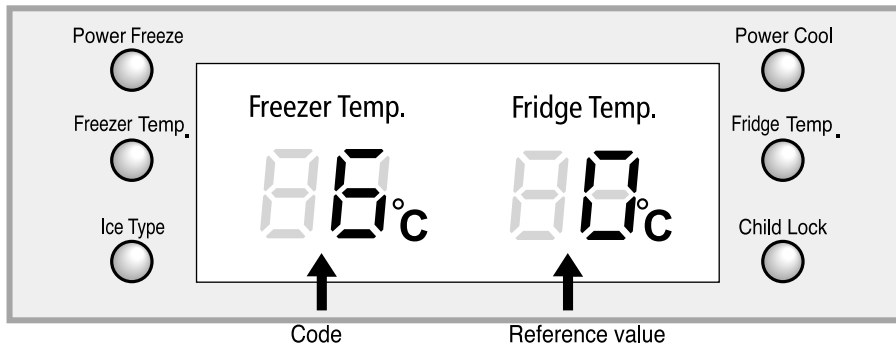 Power Freeze
Power Cool
Freezer Temp.
Fridge Temp.
Freezer Temp.
Fridge Temp.
6°C
0°C
Ice Type
Child Lock
Code
Reference value